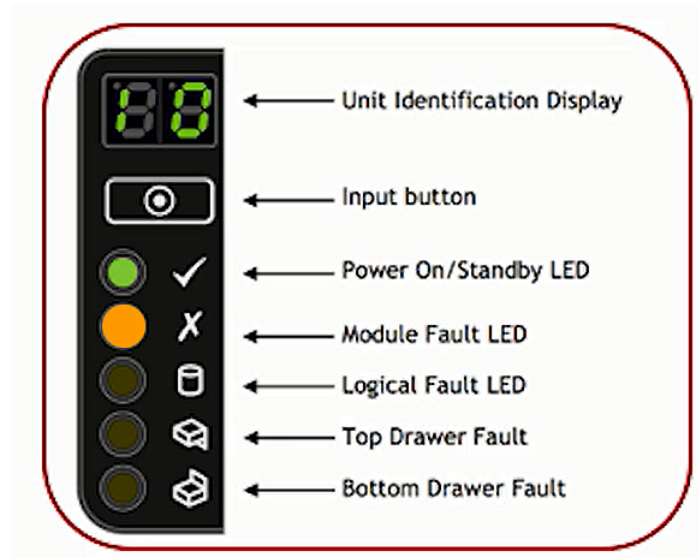 10
Unit Identification Display
Input button
Power On/Standby LED
Module Fault LED
Logical Fault LED
Top Drawer Fault
Bottom Drawer Fault